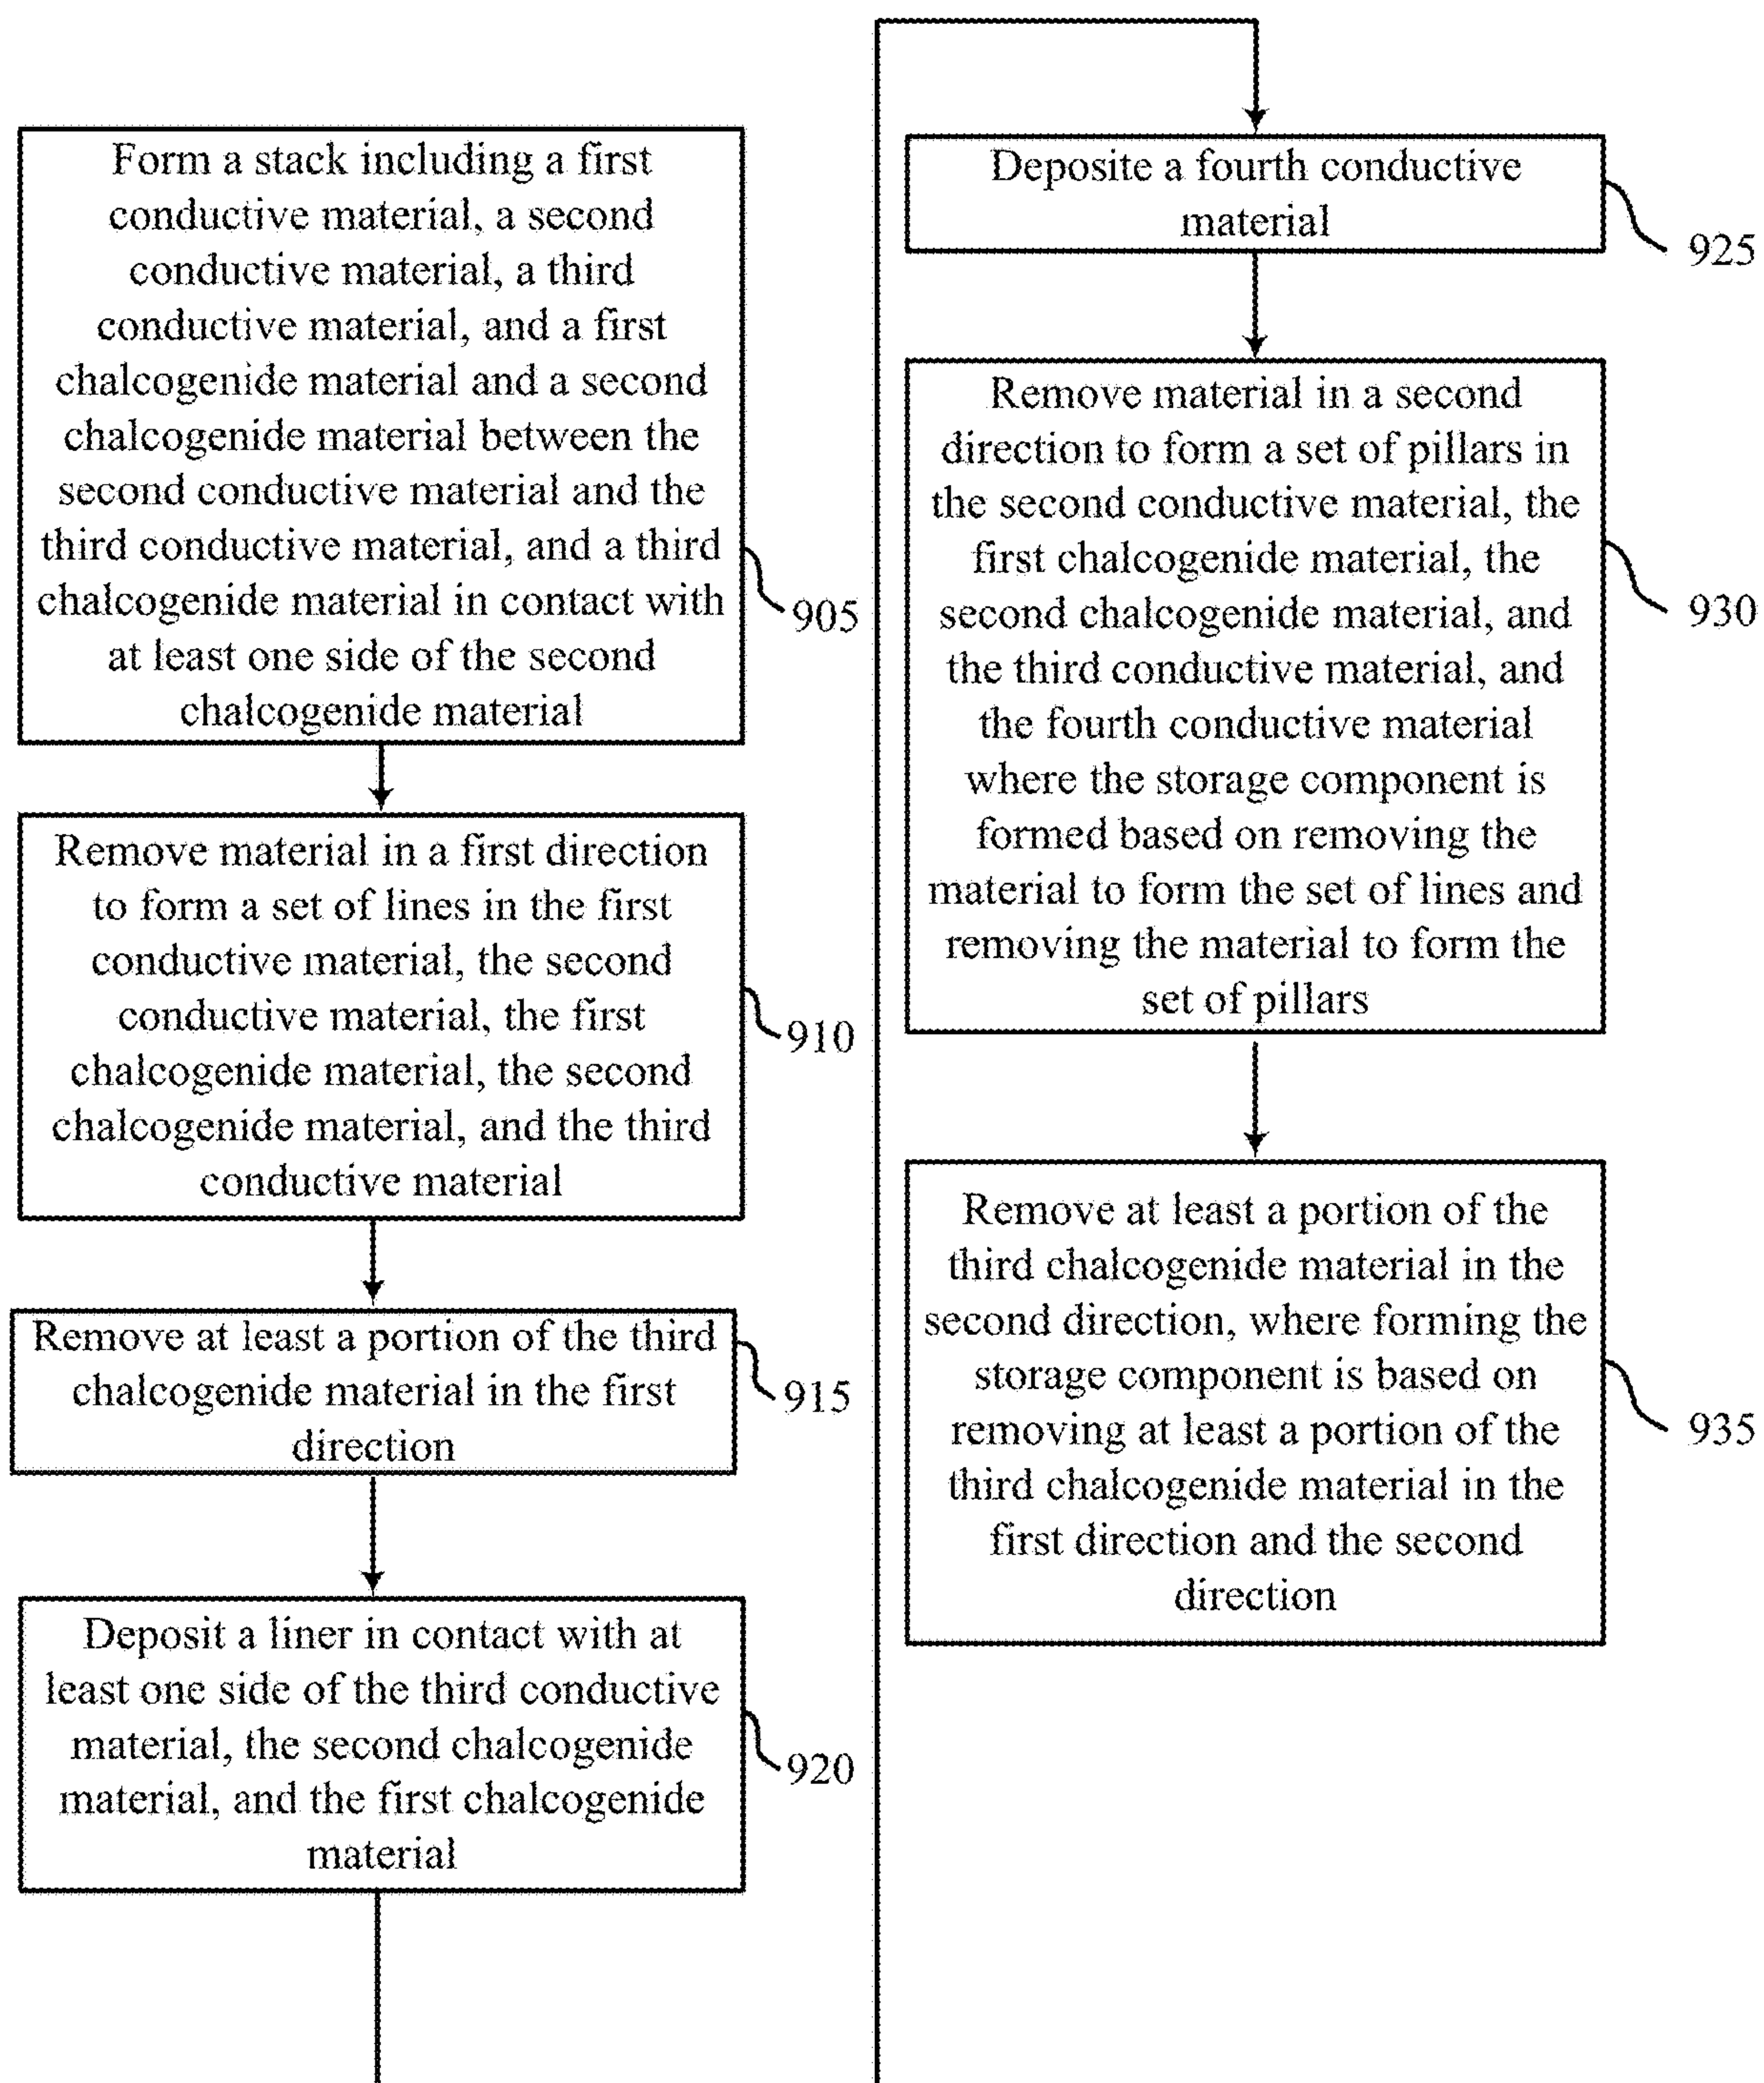 Form a stack including a first
conductive material, a second
conductive material, a third
conductive material, and a first
chalcogenide material and a second
chalcogenide material between the
second conductive material and the
third conductive material, and a third
chalcogenide material in contact with
at least one side of the second
chalcogenide material
905
Remove material in a first direction
to form a set of lines in the first
conductive material, the second
conductive material, the first
chalcogenide material, the second
chalcogenide material, and the third
conductive material
910
Remove at least a portion of the third
chalcogenide material in the first
direction
915
Deposit a liner in contact with at
least one side of the third conductive
material, the second chalcogenide
material, and the first chalcogenide
material
920
Deposite a fourth conductive
material
925
Remove material in a second
direction to form a set of pillars in
the second conductive material, the
first chalcogenide material, the
second chalcogenide material, and
the third conductive material, and
the fourth conductive material
where the storage component is
formed based on removing the
material to form the set of lines and
removing the material to form the
set of pillars
930
Remove at least a portion of the
third chalcogenide material in the
second direction, where forming the
storage component is based on
removing at least a portion of the
third chalcogenide material in the
first direction and the second
direction
935